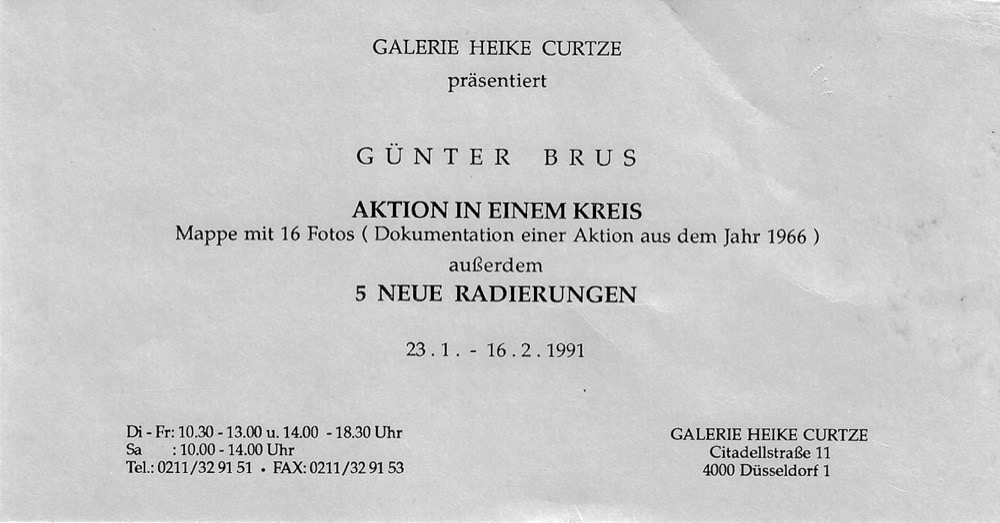 GALERIE HEIKE CURTZE
präsentiert
GÜNTER BRUS
AKTION IN EINEM KREIS
Mappe mit 16 Fotos ( Dokumentation einer Aktion aus dem Jahr 1966 )
außerdem
5 NEUE RADIERUNGEN
23 . 1 . - 16 . 2 . 1991
Di - Fr: 10.30 - 13.00 u. 14.00 - 18.30 Uhr
Sa : 10.00 - 14.00 Uhr
Tel.: 0211/32 91 51 • FAX: 0211/32 91 53
GALERIE HEIKE CURTZE
Citadellstraße 11
4000 Düsseldorf 1